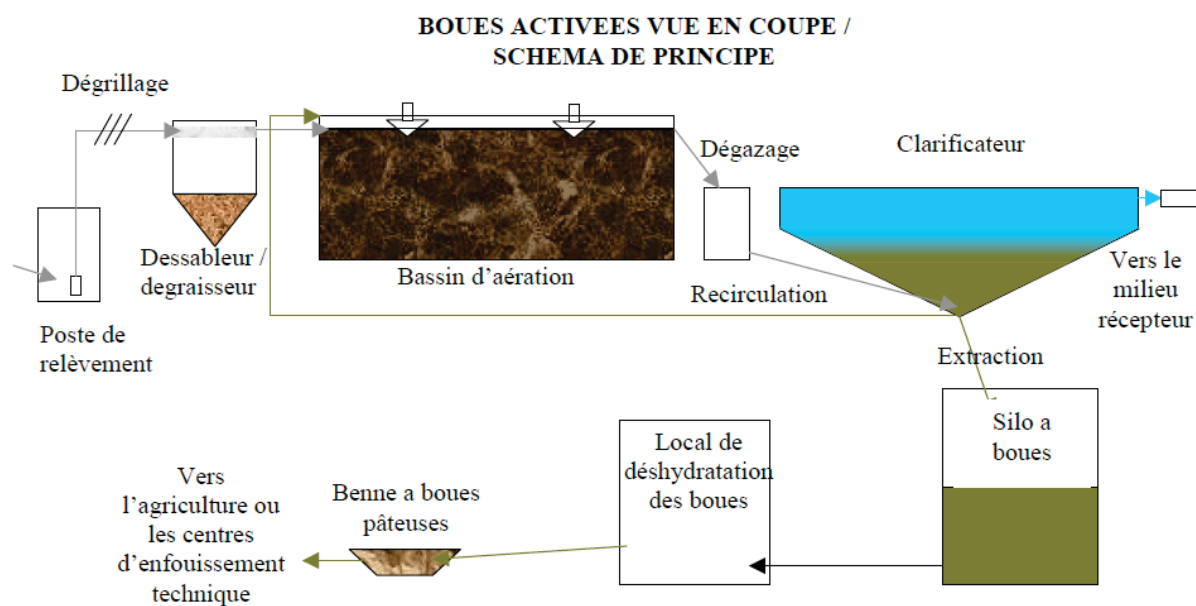 BOUES ACTIVEES VUE EN COUPE /
SCHEMA DE PRINCIPE
Dégrillage
Dégazage
Clarificateur
Dessableur /
degraisseur
Bassin d’aération
Recirculation
Vers le
milieu
récepteur
Poste de
relèvement
Extraction
Silo a
boues
Local de
déshydratation
des boues
Benne a boues
pâteuses
Vers
l’agriculture ou
les centres
d’enfouissement
technique